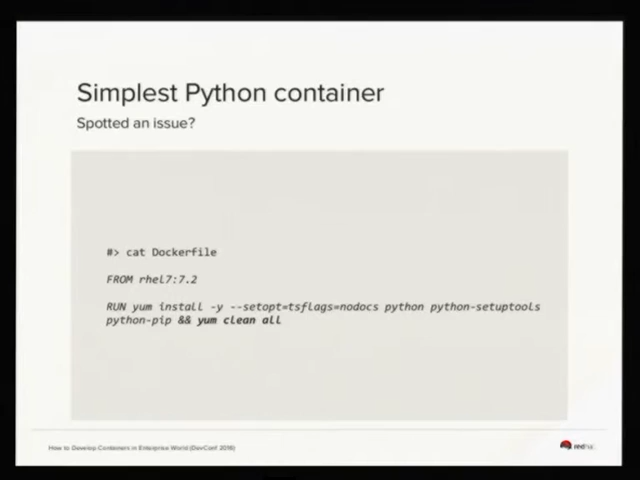 Simplest Python container
Spotted an issue?
#> cat Dockerfile
FROM rhel7:7.2
RUN yum install -y --setopt=tsflags=nodocs python python-setuptools
python-pip && yum clean all
How to Develop Containers in Enterprise World (DevConf 2016)
redhat